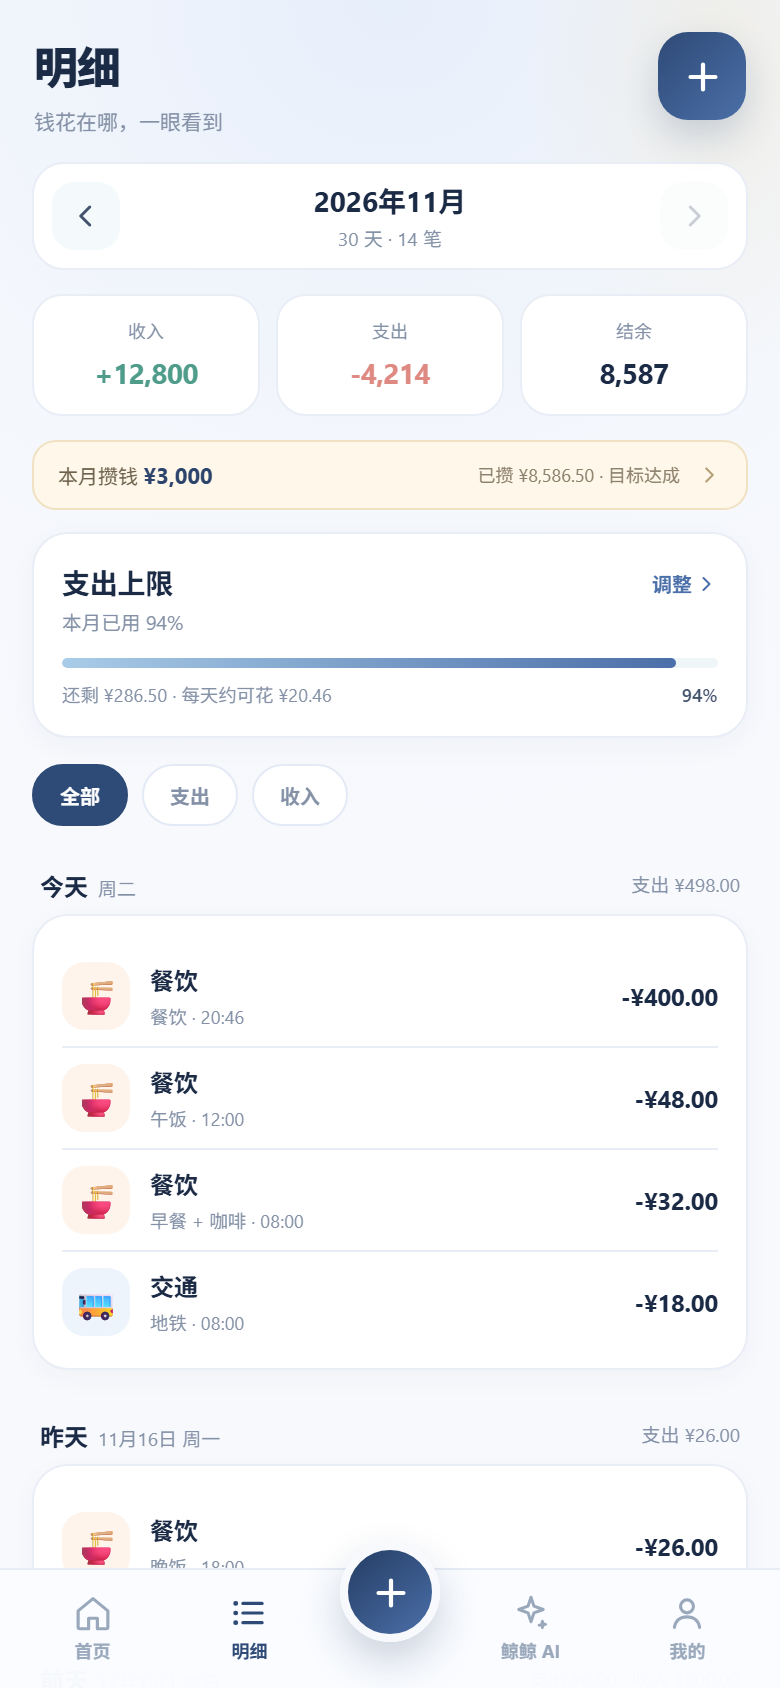 明细
钱花在哪，一眼看到
2026年11月
30 天 · 14 笔
收入
+12,800
支出
-4,214
结余
8,587
本月攒钱 ¥3,000
已攒 ¥8,586.50 · 目标达成
支出上限
调整
本月已用 94%
还剩 ¥286.50 · 每天约可花 ¥20.46
94%
全部
支出
收入
今天 周二
支出 ¥498.00
餐饮
餐饮 · 20:46
-¥400.00
餐饮
午饭 · 12:00
-¥48.00
餐饮
早餐 + 咖啡 · 08:00
-¥32.00
交通
地铁 · 08:00
-¥18.00
昨天 11月16日 周一
支出 ¥26.00
餐饮
晚饭 · 18:00
-¥26.00
首页
明细
鲸鲸 AI
我的
前天